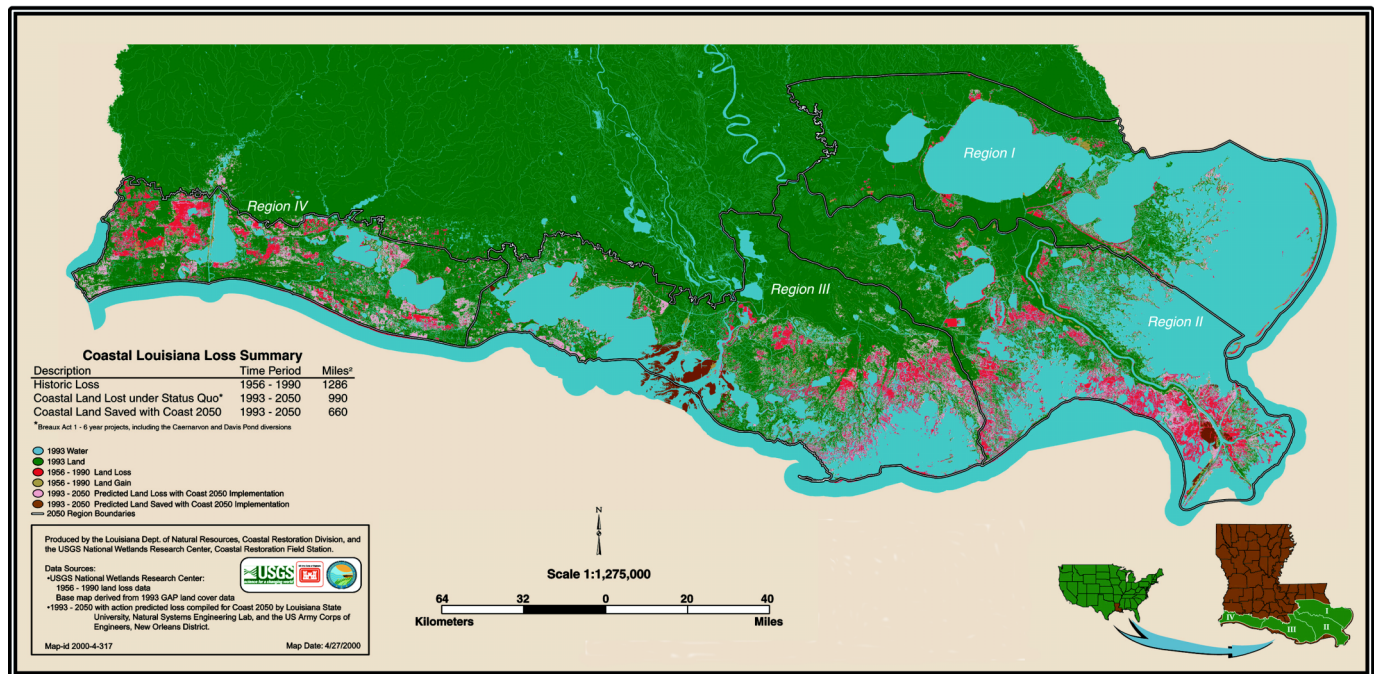 Region I
Region IV
Region III
Region II
Coastal Louisiana Loss Summary
Description Time Period Miles²
Historic Loss 1956 - 1990 1286
Coastal Land Lost under Status Quo* 1993 - 2050 990
Coastal Land Saved with Coast 2050 1993 - 2050 660
*Breaux Act 1 - 6 year projects, including the Caernarvon and Davis Pond diversions
1993 Water
1993 Land
1956 - 1990 Land Loss
1956 - 1990 Land Gain
1993 - 2050 Predicted Land Loss with Coast 2050 Implementation
1993 - 2050 Predicted Land Saved with Coast 2050 Implementation
2050 Region Boundaries
Produced by the Louisiana Dept. of Natural Resources, Coastal Restoration Division, and
the USGS National Wetlands Research Center, Coastal Restoration Field Station.
Data Sources:
•USGS National Wetlands Research Center:
1956 - 1990 land loss data
Base map derived from 1993 GAP land cover data
•1993 - 2050 with action predicted loss compiled for Coast 2050 by Louisiana State
University, Natural Systems Engineering Lab, and the US Army Corps of
Engineers, New Orleans District.
Map-id 2000-4-317 Map Date: 4/27/2000
USGS
science for a changing world
N
Scale 1:1,275,000
64 32 0 20 40
Kilometers Miles
I
IV
III
II